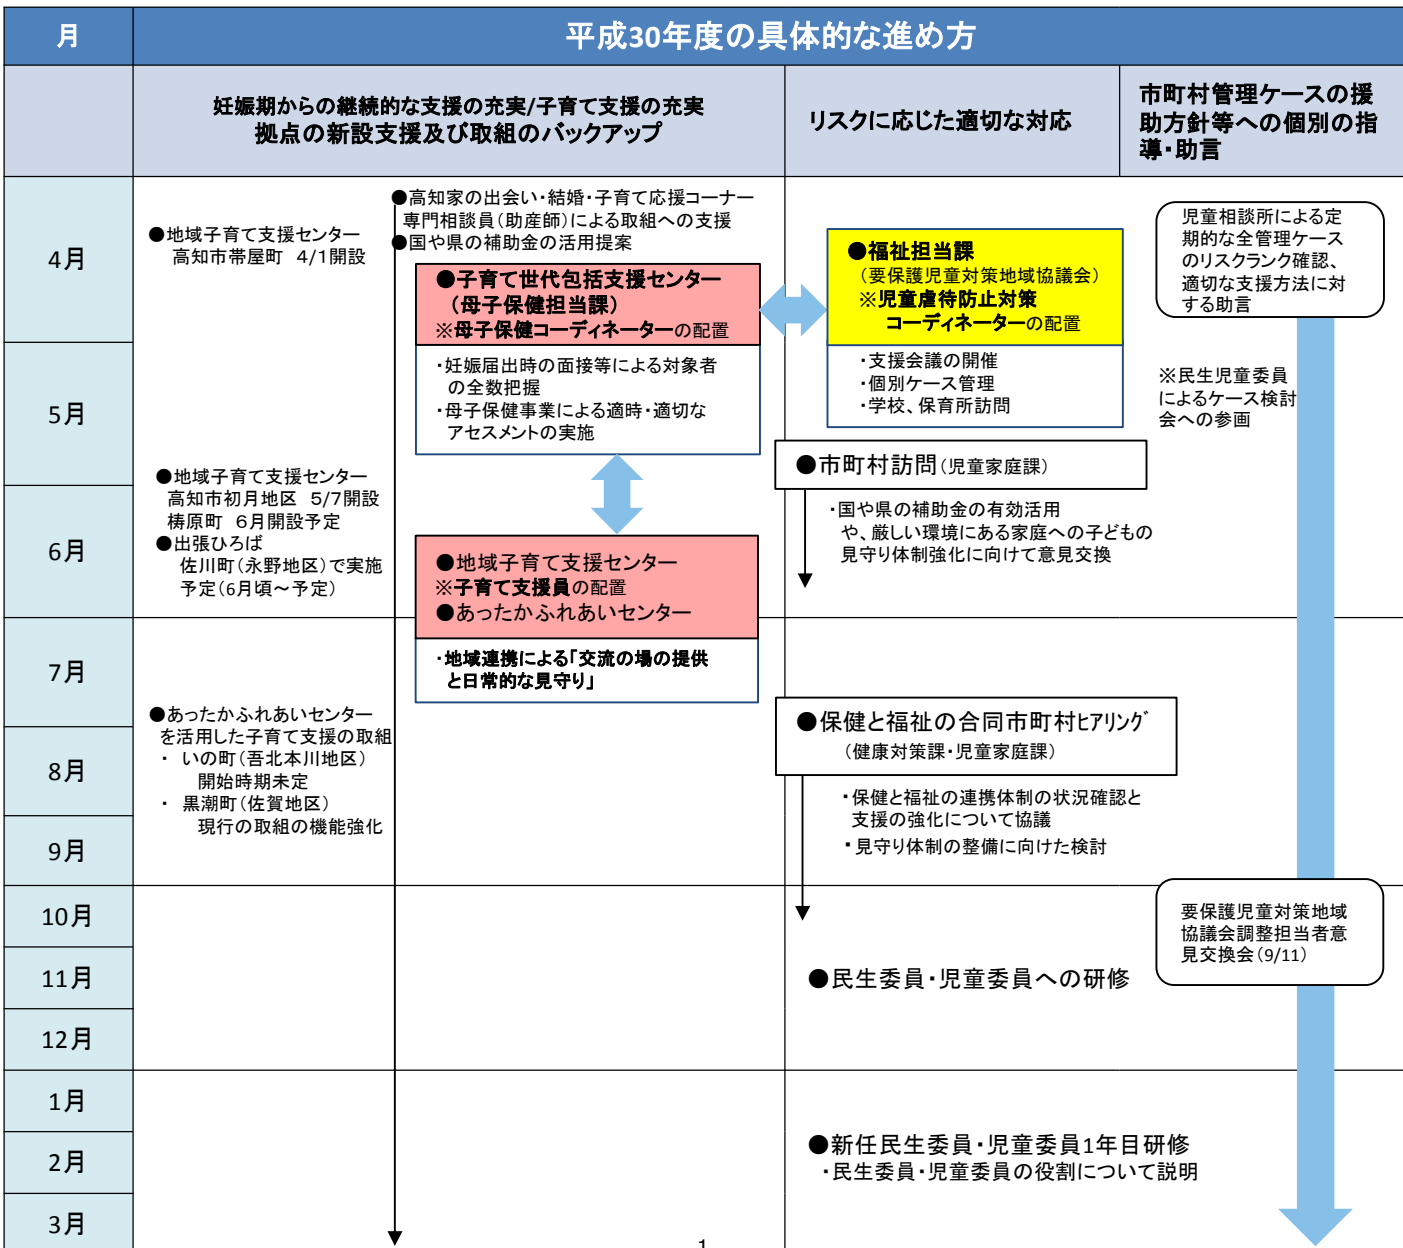 月
平成30年度の具体的な進め方
妊娠期からの継続的な支援の充実/子育て支援の充実
拠点の新設支援及び取組のバックアップ
リスクに応じた適切な対応
市町村管理ケースの援
助方針等への個別の指
導・助言
4月
5月
6月
7月
8月
9月
10月
11月
12月
1月
2月
3月
●地域子育て支援センター
高知市帯屋町 4/1開設
●地域子育て支援センター
高知市初月地区 5/7開設
梼原町 6月開設予定
●出張ひろば
佐川町(永野地区)で実施
予定(6月頃～予定)
●あったかふれあいセンター
を活用した子育て支援の取組
・ いの町(吾北本川地区)
開始時期未定
・ 黒潮町(佐賀地区)
現行の取組の機能強化
●高知家の出会い・結婚・子育て応援コーナー
専門相談員(助産師)による取組への支援
●国や県の補助金の活用提案
●子育て世代包括支援センター
(母子保健担当課)
※母子保健コーディネーターの配置
・妊娠届出時の面接等による対象者
の全数把握
・母子保健事業による適時・適切な
アセスメントの実施
●地域子育て支援センター
※子育て支援員の配置
●あったかふれあいセンター
・地域連携による「交流の場の提供
と日常的な見守り」
●福祉担当課
(要保護児童対策地域協議会)
※児童虐待防止対策
コーディネーターの配置
・支援会議の開催
・個別ケース管理
・学校、保育所訪問
●市町村訪問(児童家庭課)
・国や県の補助金の有効活用
や、厳しい環境にある家庭への子どもの
見守り体制強化に向けて意見交換
●保健と福祉の合同市町村ﾋｱﾘﾝｸﾞ
(健康対策課・児童家庭課)
・保健と福祉の連携体制の状況確認と
支援の強化について協議
・見守り体制の整備に向けた検討
●民生委員・児童委員への研修
●新任民生委員・児童委員1年目研修
・民生委員・児童委員の役割について説明
児童相談所による定
期的な全管理ケース
のリスクランク確認、
適切な支援方法に対
する助言
※民生児童委員
によるケース検討
会への参画
要保護児童対策地域
協議会調整担当者意
見交換会(9/11)
1